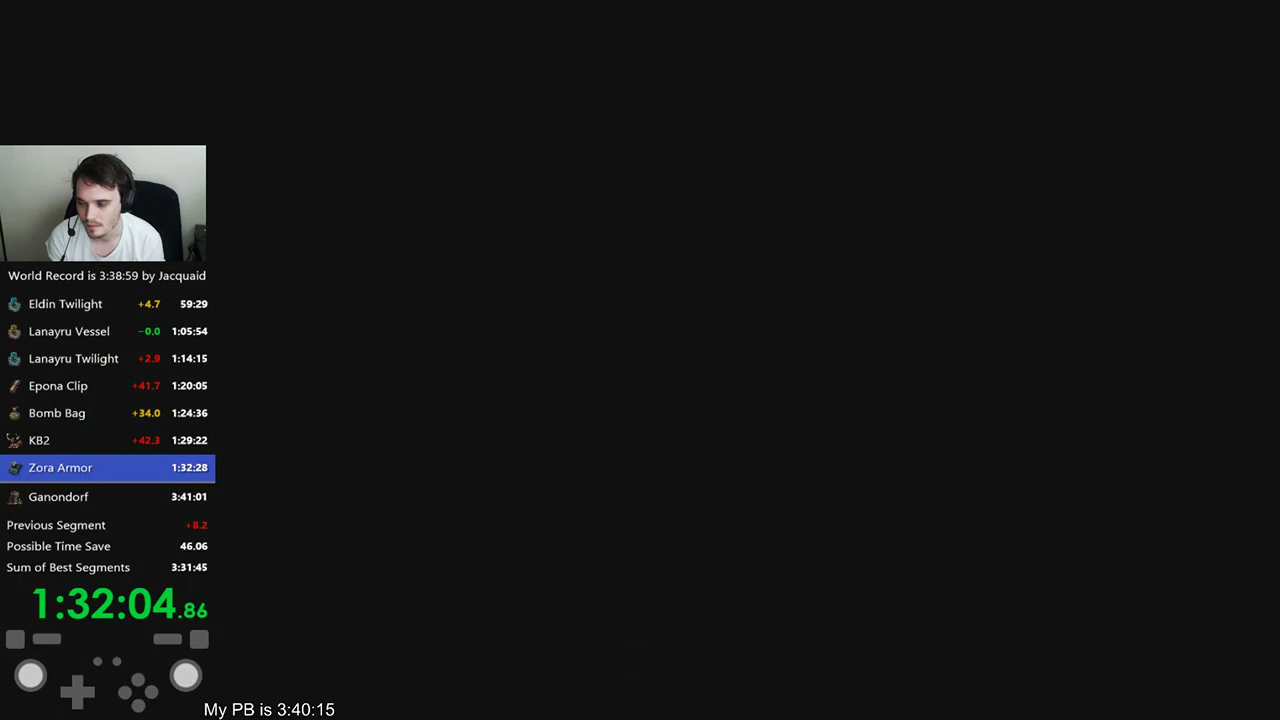 World Record is 3:38:59 by Jacquaid
Eldin Twilight +4.7 59:29
Lanayru Vessel −0.0 1:05:54
Lanayru Twilight +2.9 1:14:15
Epona Clip +41.7 1:20:05
Bomb Bag +34.0 1:24:36
KB2 +42.3 1:29:22
Zora Armor 1:32:28
Ganondorf 3:41:01
Previous Segment +8.2
Possible Time Save 46.06
Sum of Best Segments 3:31:45
1:32:04.86
My PB is 3:40:15